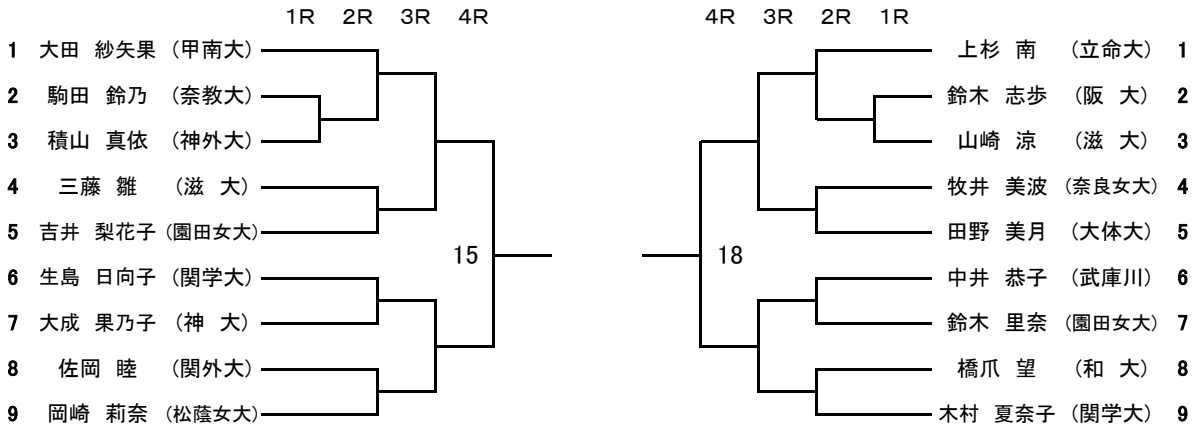 1R 2R 3R 4R
1 大田 紗矢果 (甲南大)
2 駒田 鈴乃 (奈教大)
3 積山 真依 (神外大)
4 三藤 雛 (滋 大)
5 吉井 梨花子 (園田女大)
15
6 生島 日向子 (関学大)
7 大成 果乃子 (神 大)
8 佐岡 睦 (関外大)
9 岡崎 莉奈 (松蔭女大)
4R 3R 2R 1R
上杉 南 (立命大) 1
鈴木 志歩 (阪 大) 2
山崎 涼 (滋 大) 3
牧井 美波 (奈良女大) 4
田野 美月 (大体大) 5
18
中井 恭子 (武庫川) 6
鈴木 里奈 (園田女大) 7
橋爪 望 (和 大) 8
木村 夏奈子 (関学大) 9